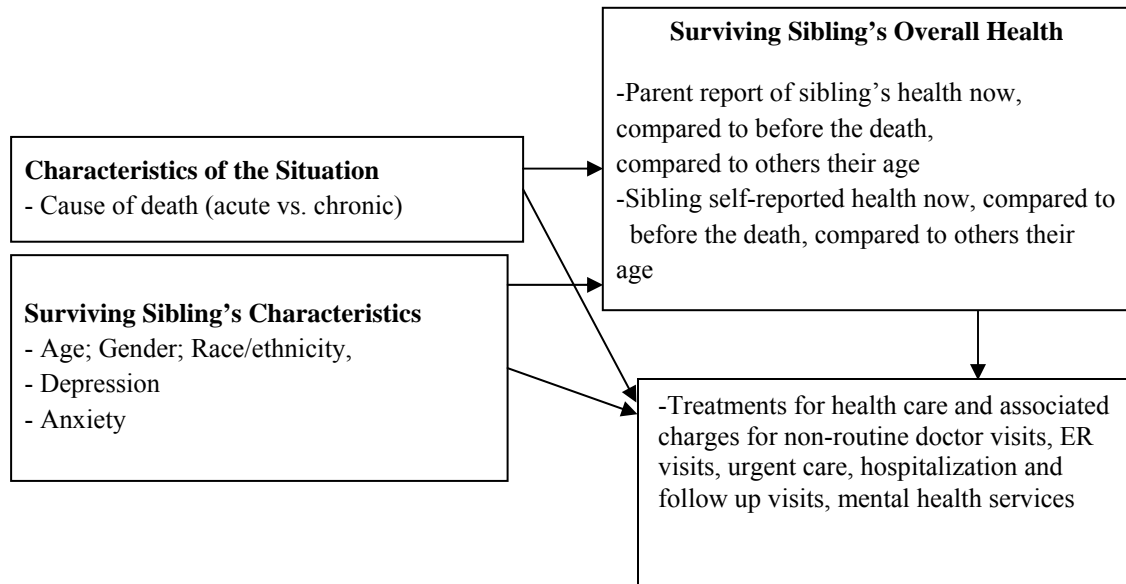 Surviving Sibling's Overall Health
-Parent report of sibling's health now,
compared to before the death,
compared to others their age
-Sibling self-reported health now, compared to
before the death, compared to others their
age
Characteristics of the Situation
- Cause of death (acute vs. chronic)
Surviving Sibling's Characteristics
- Age; Gender; Race/ethnicity,
- Depression
- Anxiety
-Treatments for health care and associated
charges for non-routine doctor visits, ER
visits, urgent care, hospitalization and
follow up visits, mental health services